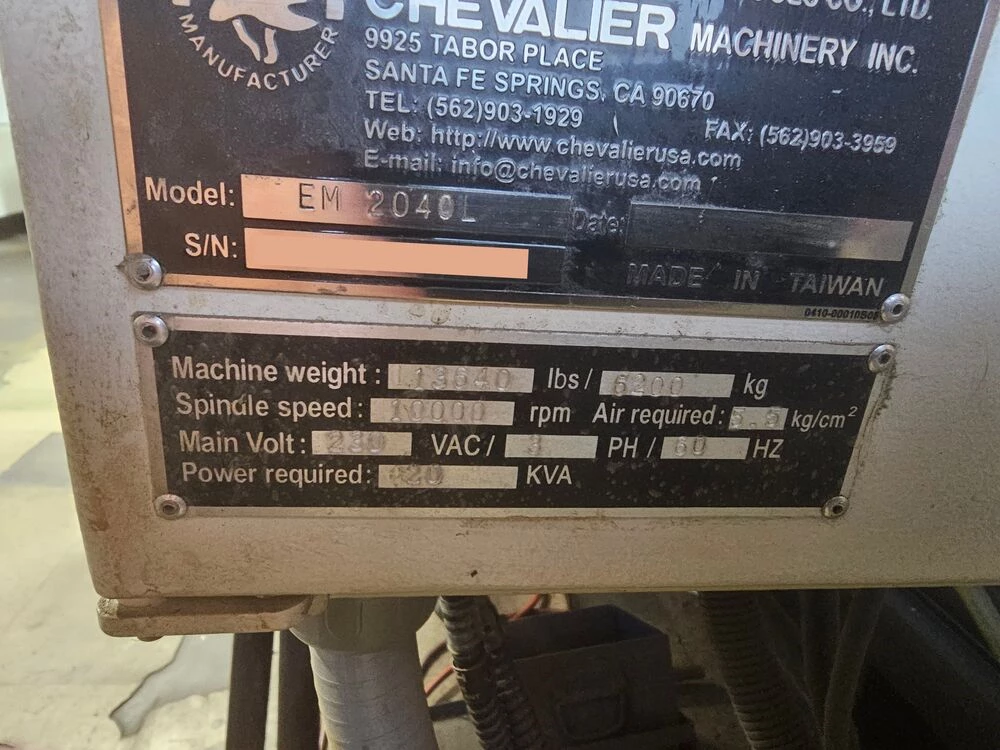 CO., LTD.
CHEVALIER MACHINERY INC.
MANUFACTURER
9925 TABOR PLACE
SANTA FE SPRINGS, CA 90670
TEL: (562)903-1929 FAX: (562)903-3959
Web: http://www.chevalierusa.com
E-mail: info@chevalierusa.com
Model: EM 2040L Date:
S/N:
MADE IN TAIWAN
Machine weight: 13640 lbs/ 6200 kg
Spindle speed: 10000 rpm Air required: 5.5 kg/cm²
Main Volt: 230 VAC/ 3 PH/ 60 HZ
Power required: 20 KVA